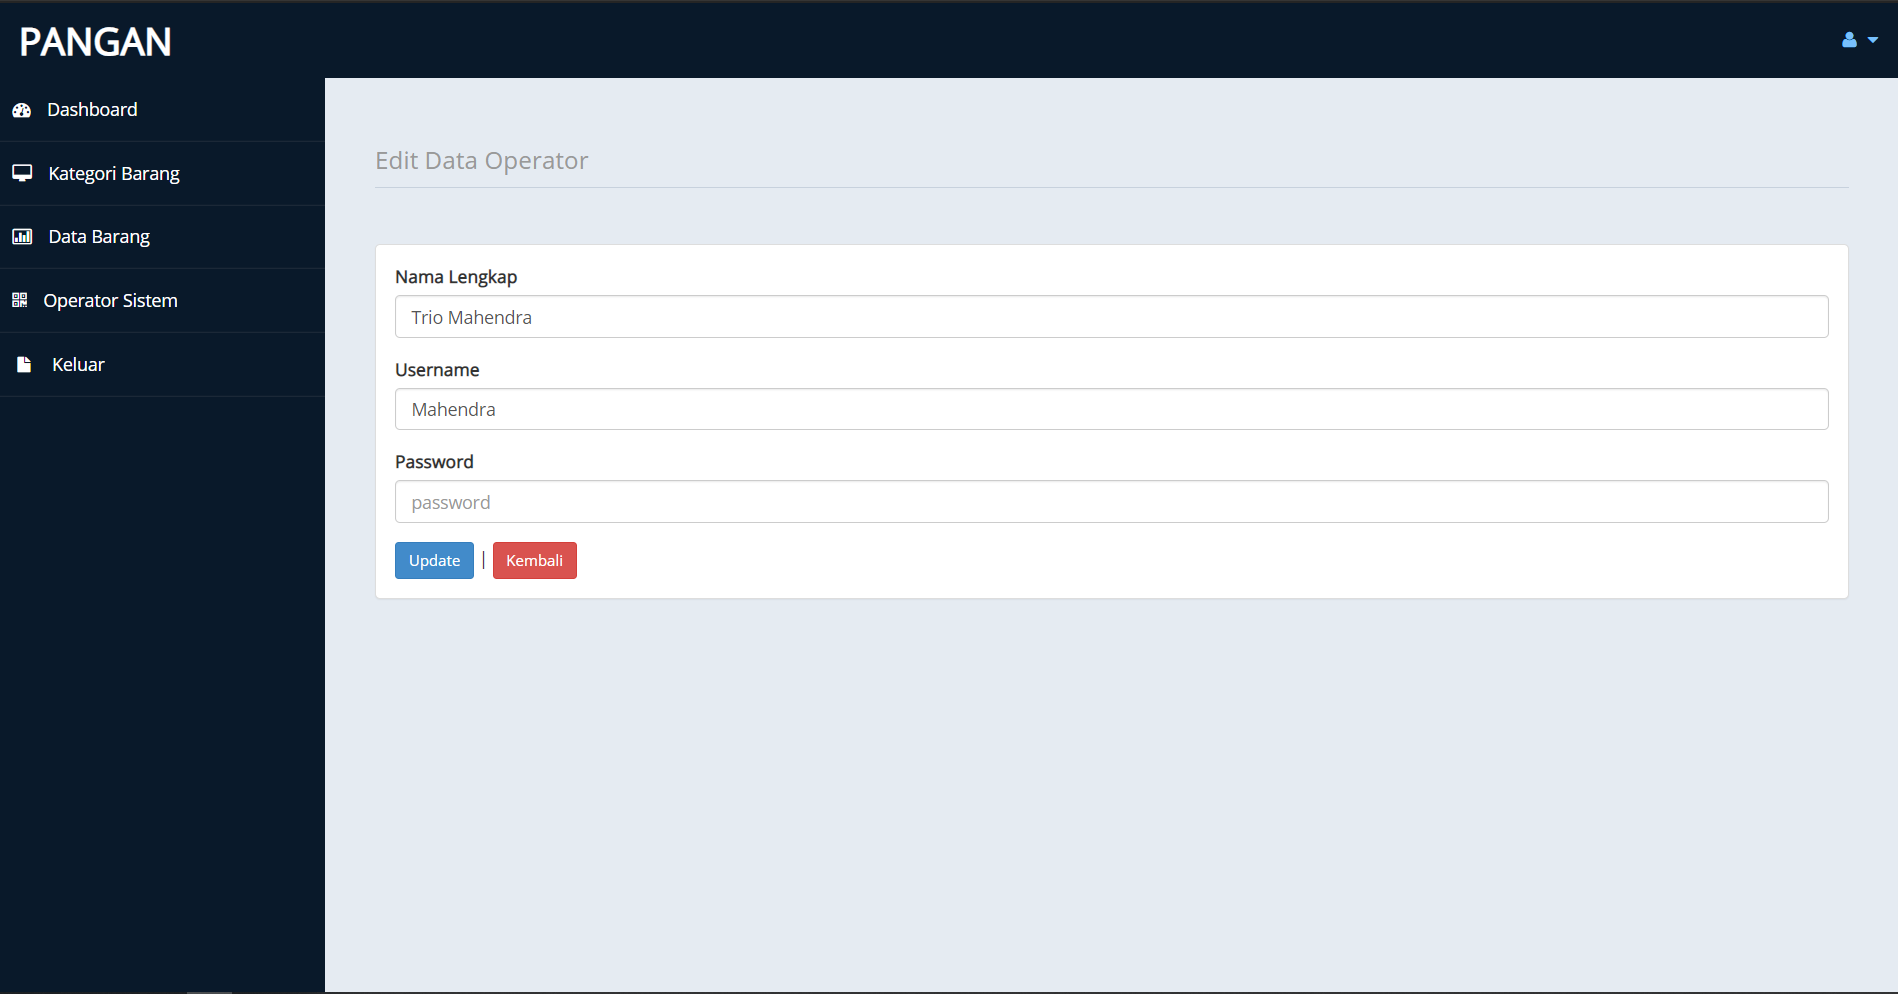 PANGAN
Dashboard
Kategori Barang
Data Barang
Operator Sistem
Keluar
Edit Data Operator
Nama Lengkap
Trio Mahendra
Username
Mahendra
Password
password
Update | Kembali